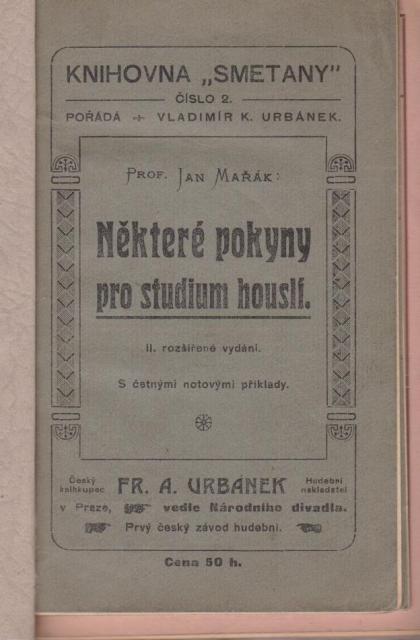 KNIHOVNA „SMETANY"
ČÍSLO 2.
POŘÁDÁ ✢ VLADIMÍR K. URBÁNEK.
PROF. JAN MAŘÁK:
Některé pokyny
pro studium houslí.
II. rozšířené vydání.
S četnými notovými příklady.
Český knihkupec FR. A. URBÁNEK Hudební nakladatel
v Praze, vedle Národního divadla.
Prvý český závod hudební.
Cena 50 h.